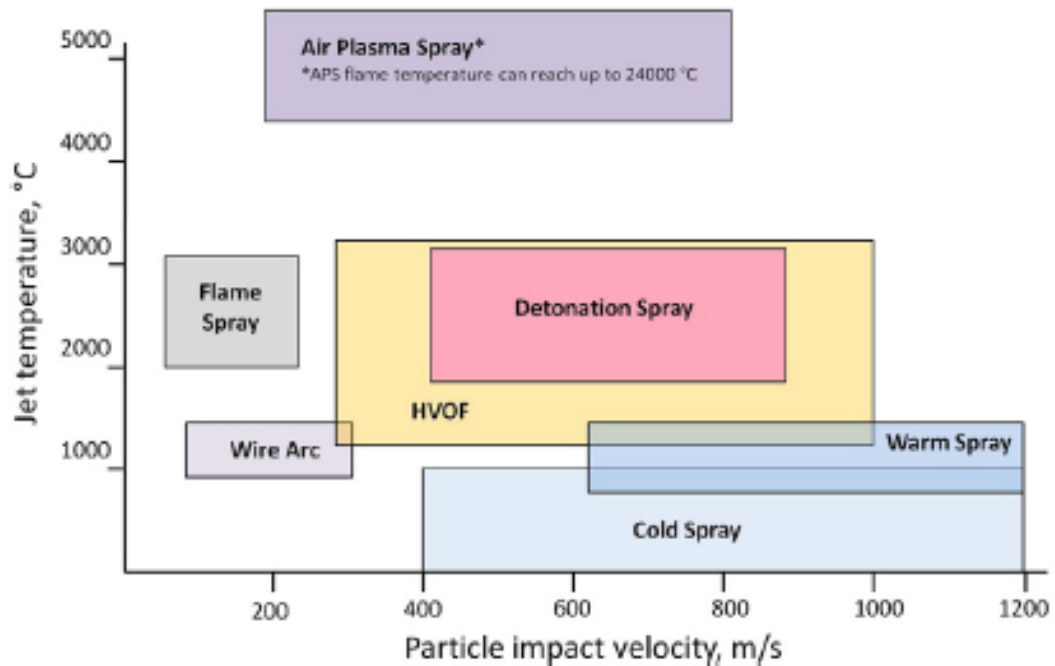 5000
Air Plasma Spray*
*APS flame temperature can reach up to 24000 °C
4000
3000
Flame
Spray
Detonation Spray
2000
HVOF
Wire Arc
Warm Spray
1000
Cold Spray
Jet temperature, °C
200 400 600 800 1000 1200
Particle impact velocity, m/s